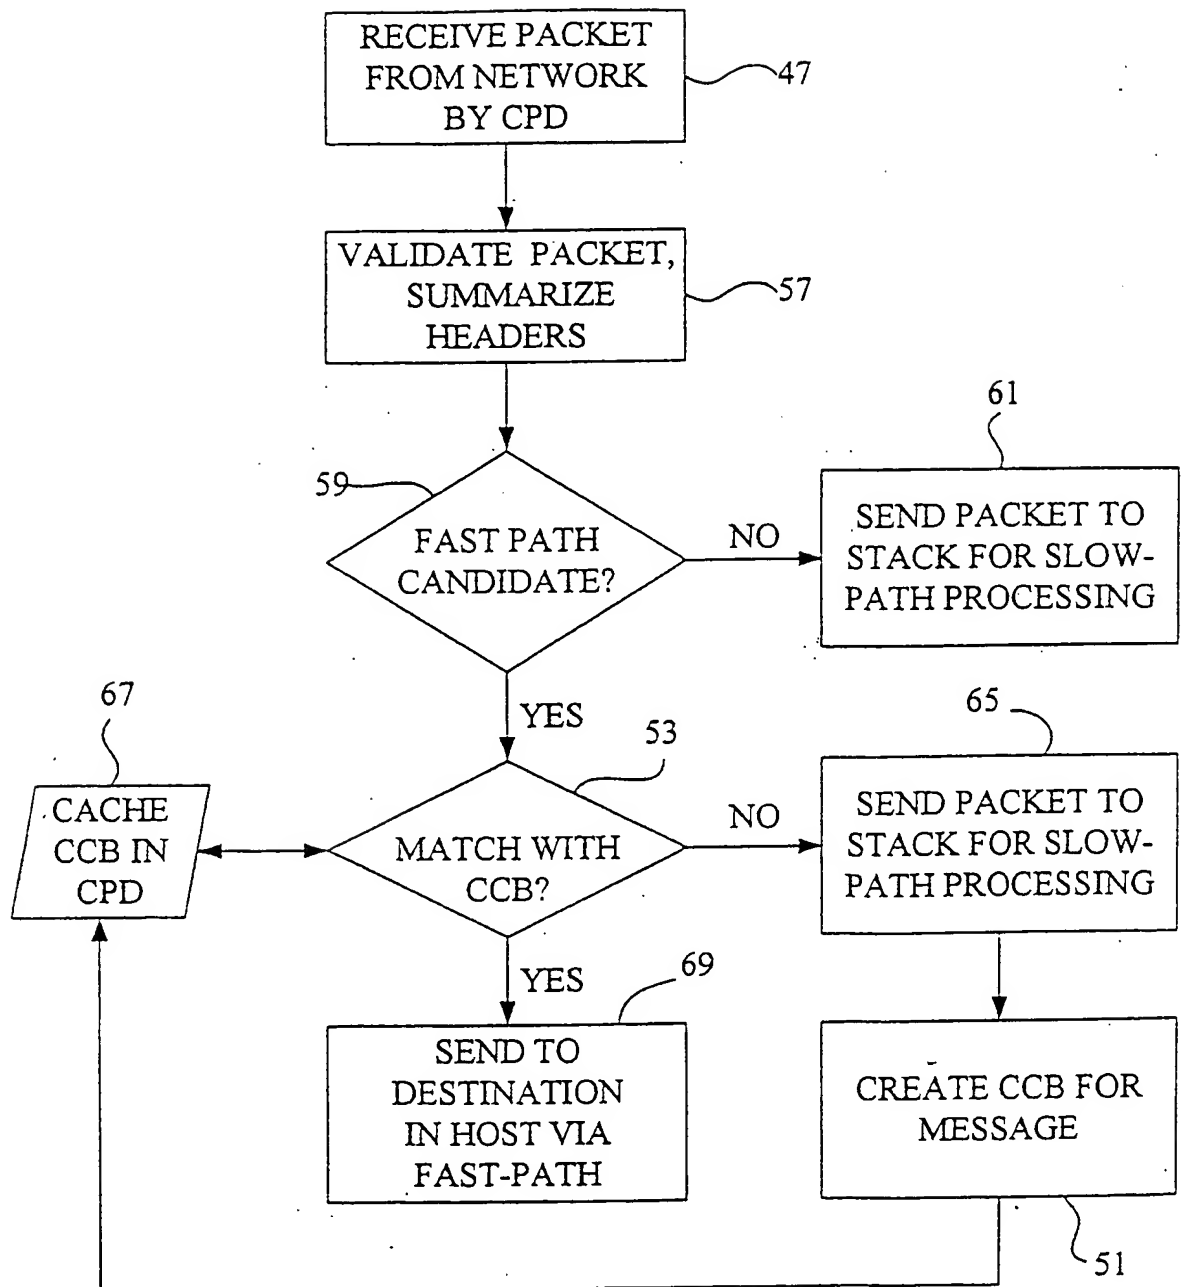 RECEIVE PACKET
FROM NETWORK
BY CPD
47
VALIDATE PACKET,
SUMMARIZE
HEADERS
57
59
FAST PATH
CANDIDATE?
NO
61
SEND PACKET TO
STACK FOR SLOW-
PATH PROCESSING
YES
67
CACHE
CCB IN
CPD
53
MATCH WITH
CCB?
NO
65
SEND PACKET TO
STACK FOR SLOW-
PATH PROCESSING
YES
69
SEND TO
DESTINATION
IN HOST VIA
FAST-PATH
CREATE CCB FOR
MESSAGE
51